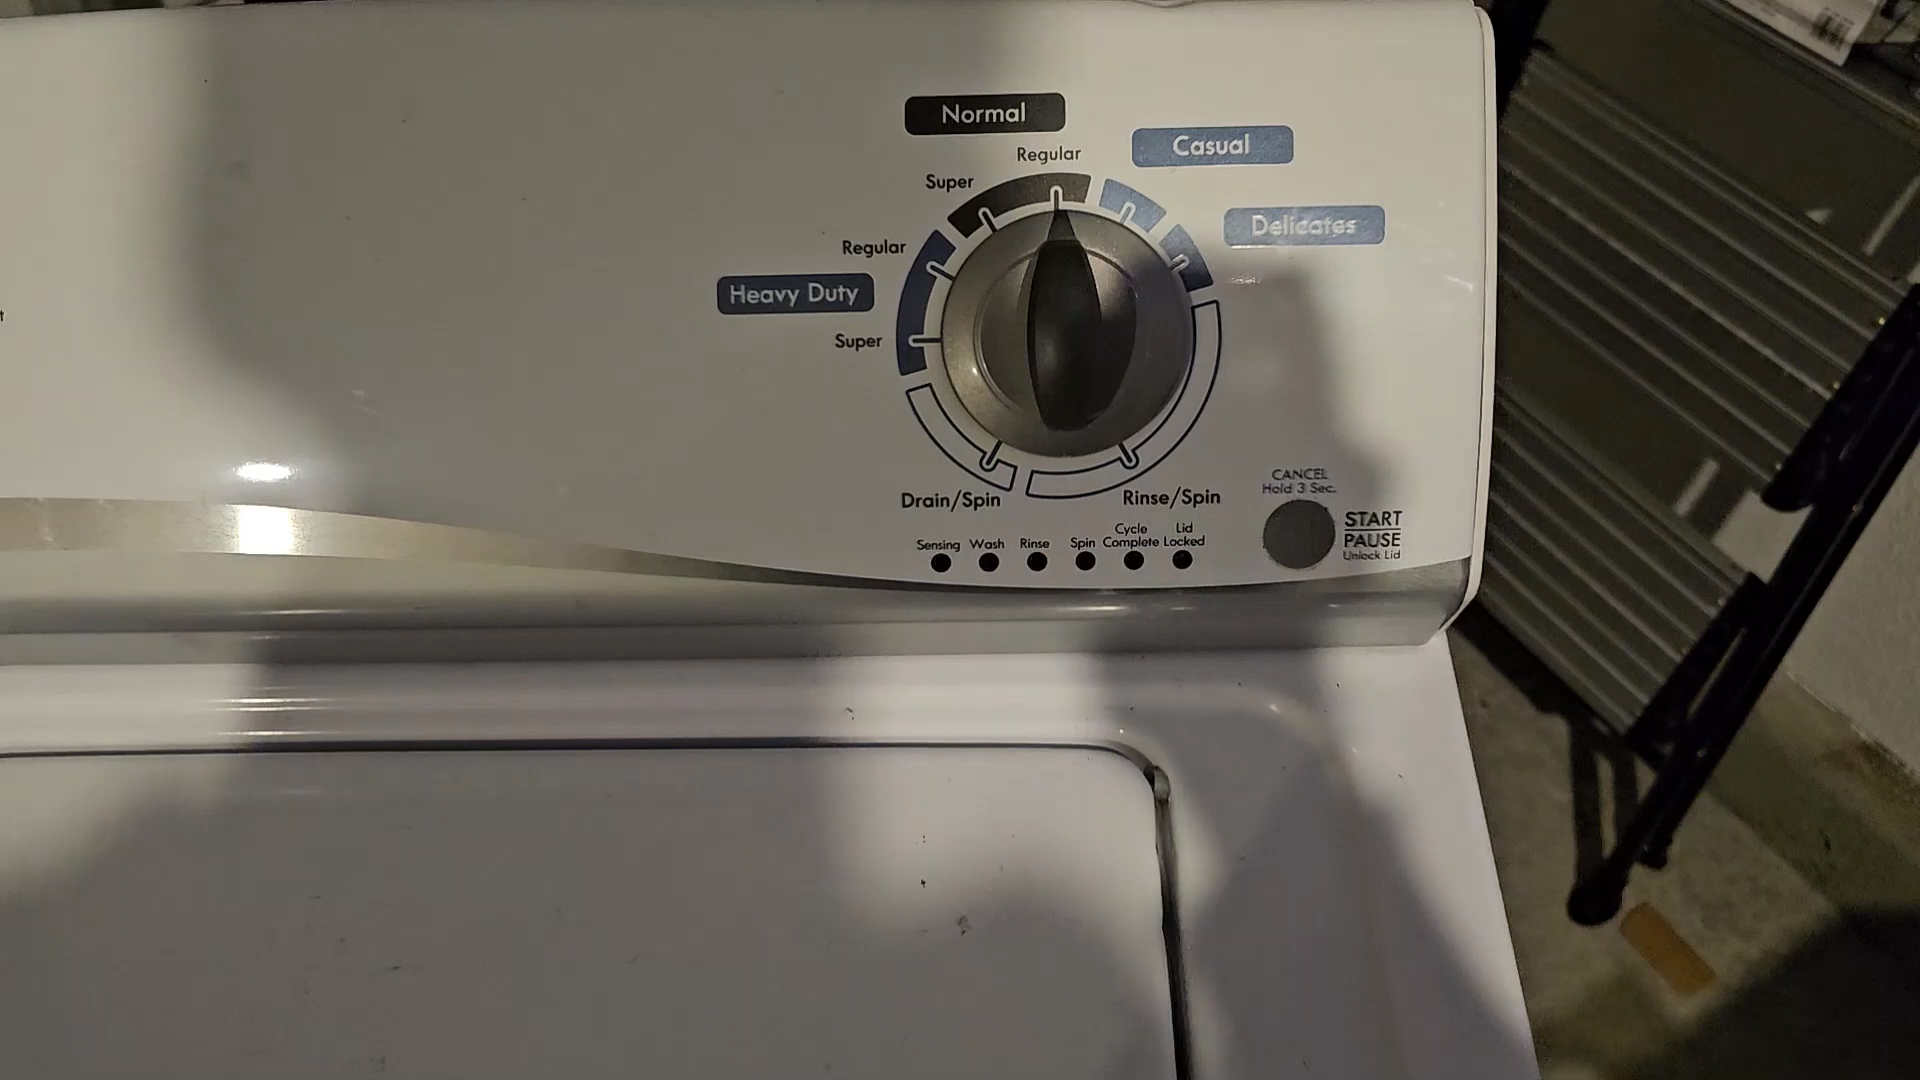 Normal
Regular
Casual
Super
Delicates
Regular
Heavy Duty
Super
Drain/Spin
Rinse/Spin
CANCEL
Hold 3 Sec.
START
PAUSE
Unlock Lid
Sensing
Wash
Rinse
Spin
Cycle
Complete
Lid
Locked